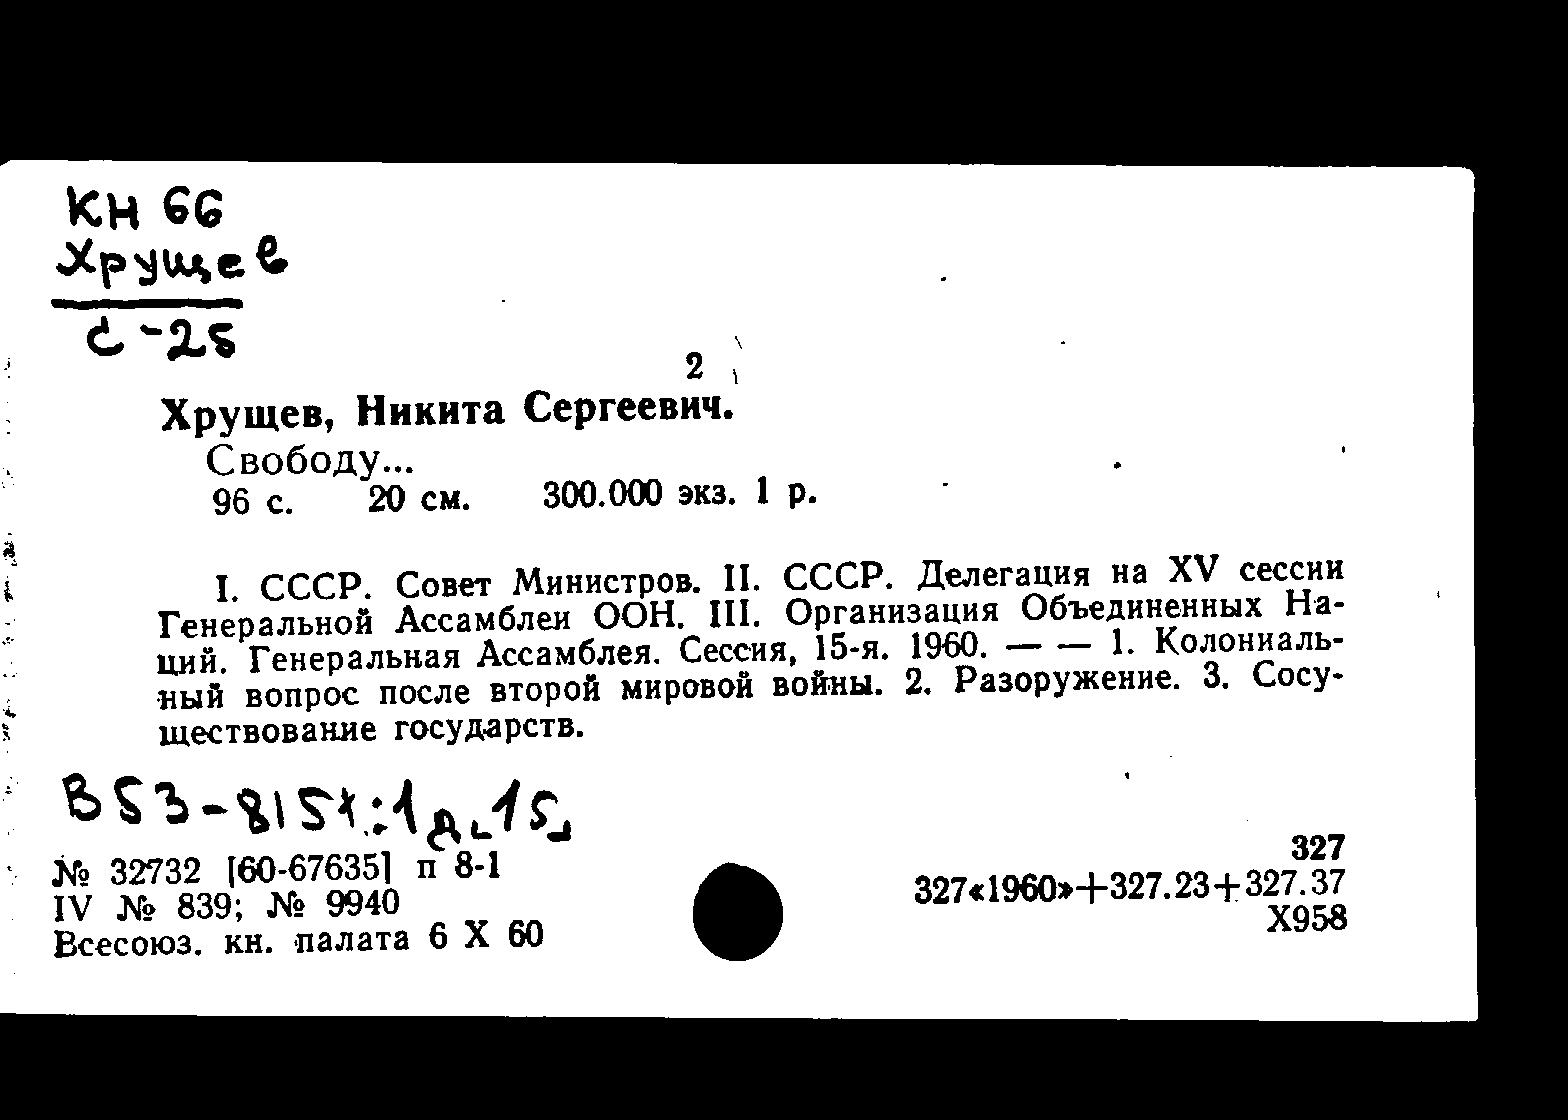 КН 66
Хрущев
С-25
2
Хрущев, Никита Сергеевич.
Свободу...
96 с. 20 см. 300.000 экз. 1 р.
I. СССР. Совет Министров. II. СССР. Делегация на XV сессии
Генеральной Ассамблеи ООН. III. Организация Объединенных На-
ций. Генеральная Ассамблея. Сессия, 15-я. 1960. — — 1. Колониаль-
ный вопрос после второй мировой войны. 2. Разоружение. 3. Сосу-
ществование государств.
В53-8151
№ 32732 [60-67635] п 8-1
IV № 839; № 9940
Всесоюз. кн. палата 6 X 60
327
327«1960»+327.23+327.37
Х958